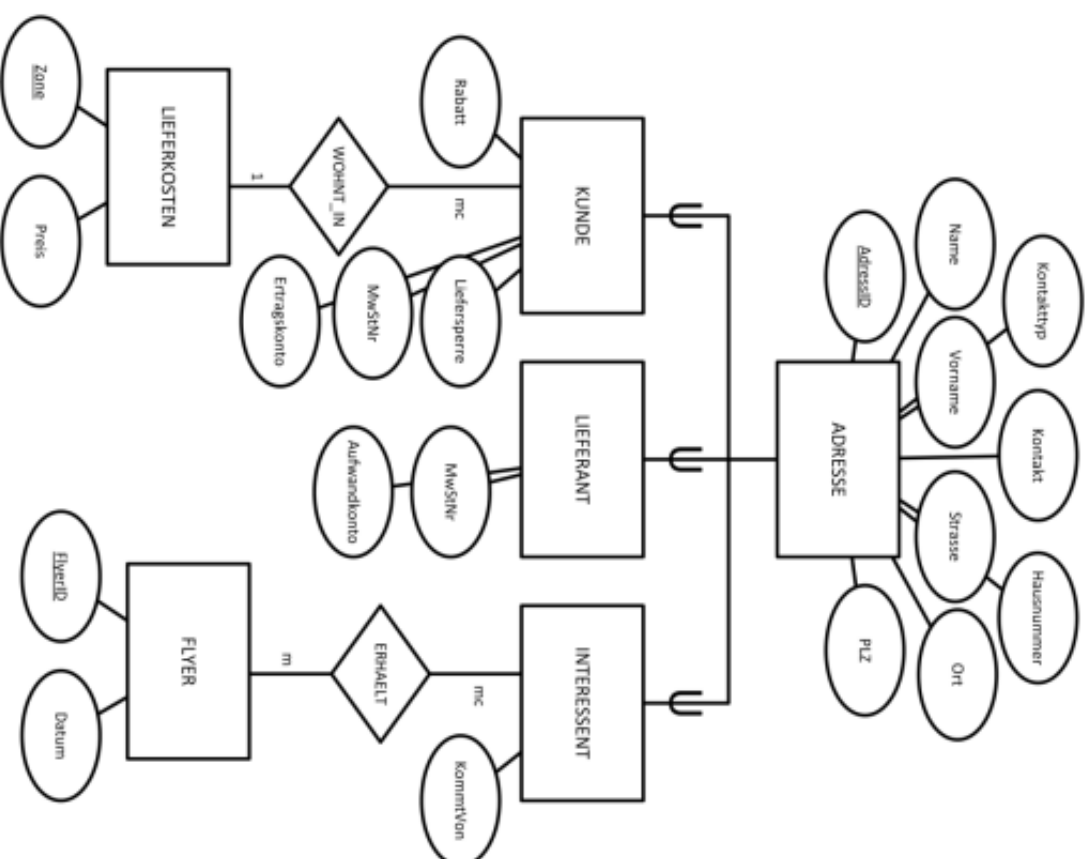 Kontakttyp
Kontakt
Hausnummer
Name
Vorname
Strasse
Ort
AdressID
PLZ
ADRESSE
KUNDE
LIEFERANT
INTERESSENT
Rabatt
mc
Liefersperre
MwStNr
Ertragskonto
MwStNr
Aufwandkonto
mc
KommtVon
WOHNT_IN
ERHAELT
1
m
LIEFERKOSTEN
FLYER
Zone
Preis
FlyerID
Datum